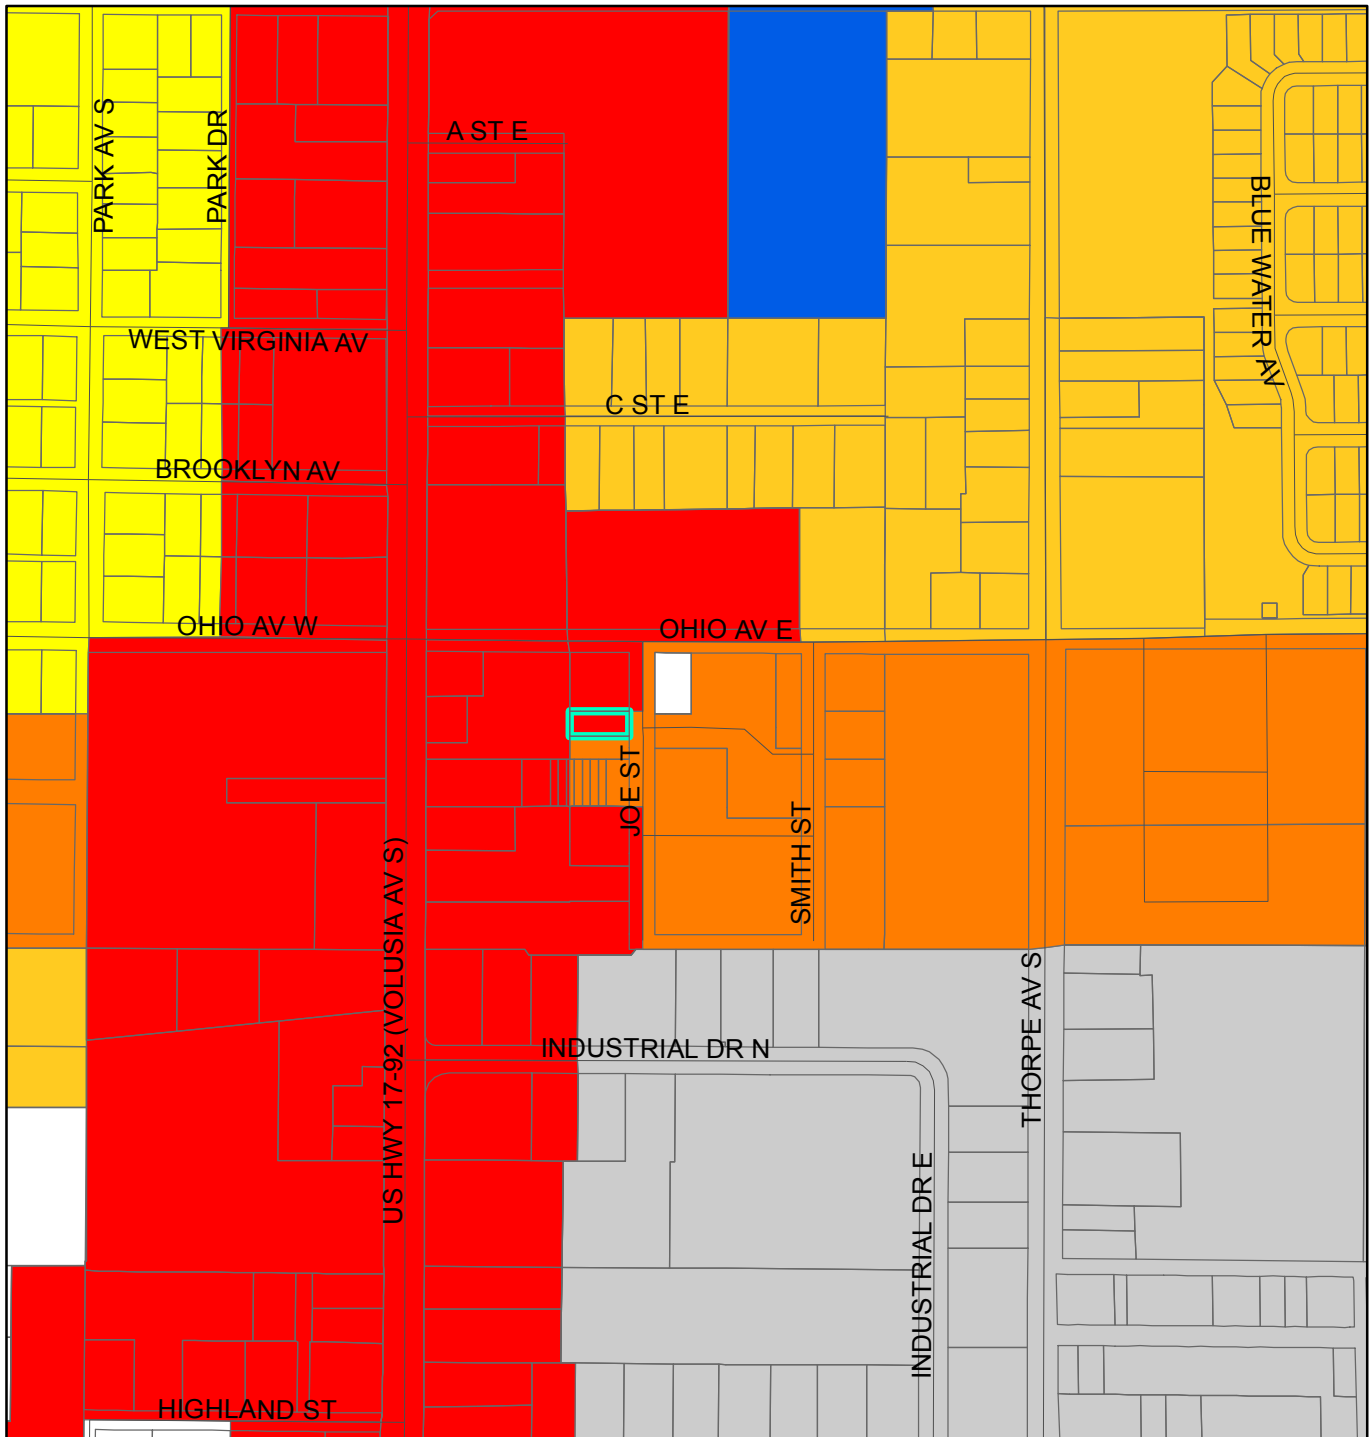 A ST E
PARK AV S
PARK DR
BLUE WATER AV
WEST VIRGINIA AV
C ST E
BROOKLYN AV
OHIO AV W
OHIO AV E
JOE ST
SMITH ST
US HWY 17-92 (VOLUSIA AV S)
THORPE AV S
INDUSTRIAL DR N
INDUSTRIAL DR E
HIGHLAND ST